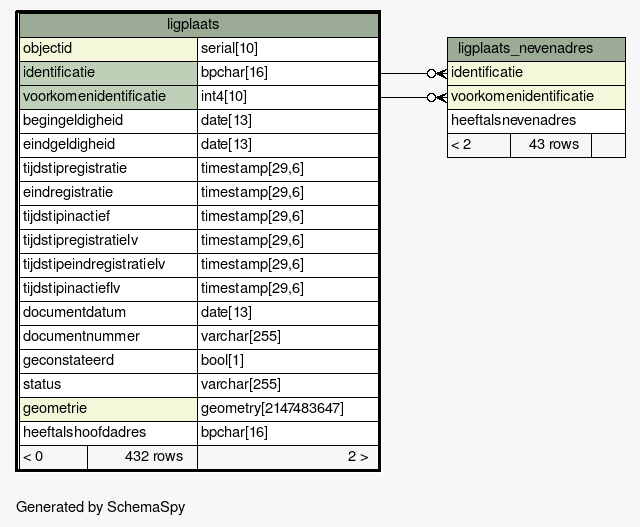 ligplaats
objectid serial[10]
identificatie bpchar[16]
voorkomenidentificatie int4[10]
begingeldigheid date[13]
eindgeldigheid date[13]
tijdstipregistratie timestamp[29,6]
eindregistratie timestamp[29,6]
tijdstipinactief timestamp[29,6]
tijdstipregistratielv timestamp[29,6]
tijdstipeindregistratielv timestamp[29,6]
tijdstipinactieflv timestamp[29,6]
documentdatum date[13]
documentnummer varchar[255]
geconstateerd bool[1]
status varchar[255]
geometrie geometry[2147483647]
heeftalshoofdadres bpchar[16]
< 0 432 rows 2 >
ligplaats_nevenadres
identificatie
voorkomenidentificatie
heeftalsnevenadres
< 2 43 rows
Generated by SchemaSpy